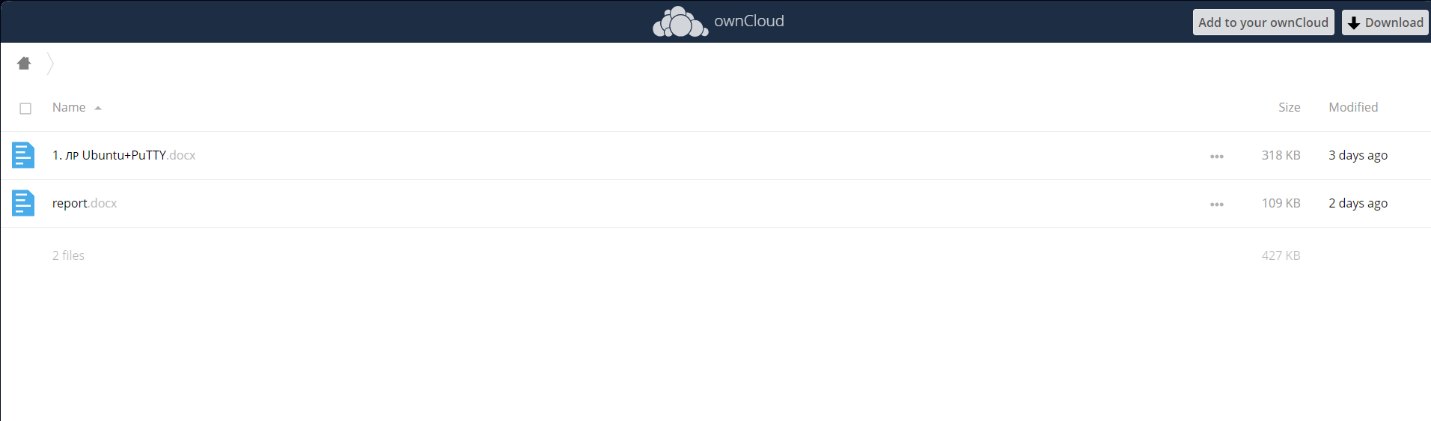 ownCloud
Add to your ownCloud
Download
Name Size Modified
1. лр Ubuntu+PuTTY.docx ••• 318 KB 3 days ago
report.docx ••• 109 KB 2 days ago
2 files 427 KB